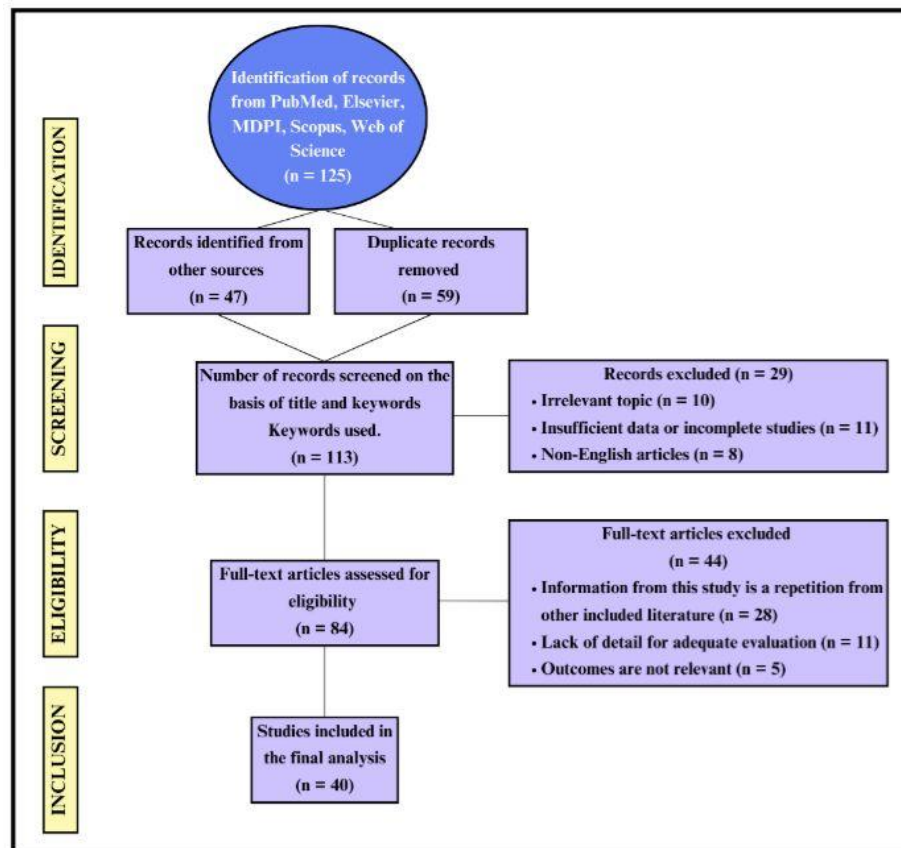 IDENTIFICATION
Identification of records
from PubMed, Elsevier,
MDPI, Scopus, Web of
Science
(n = 125)
Records identified from
other sources
(n = 47)
Duplicate records
removed
(n = 59)
SCREENING
Number of records screened on the
basis of title and keywords
Keywords used.
(n = 113)
Records excluded (n = 29)
• Irrelevant topic (n = 10)
• Insufficient data or incomplete studies (n = 11)
• Non-English articles (n = 8)
ELIGIBILITY
Full-text articles assessed for
eligibility
(n = 84)
Full-text articles excluded
(n = 44)
• Information from this study is a repetition from
other included literature (n = 28)
• Lack of detail for adequate evaluation (n = 11)
• Outcomes are not relevant (n = 5)
INCLUSION
Studies included in
the final analysis
(n = 40)